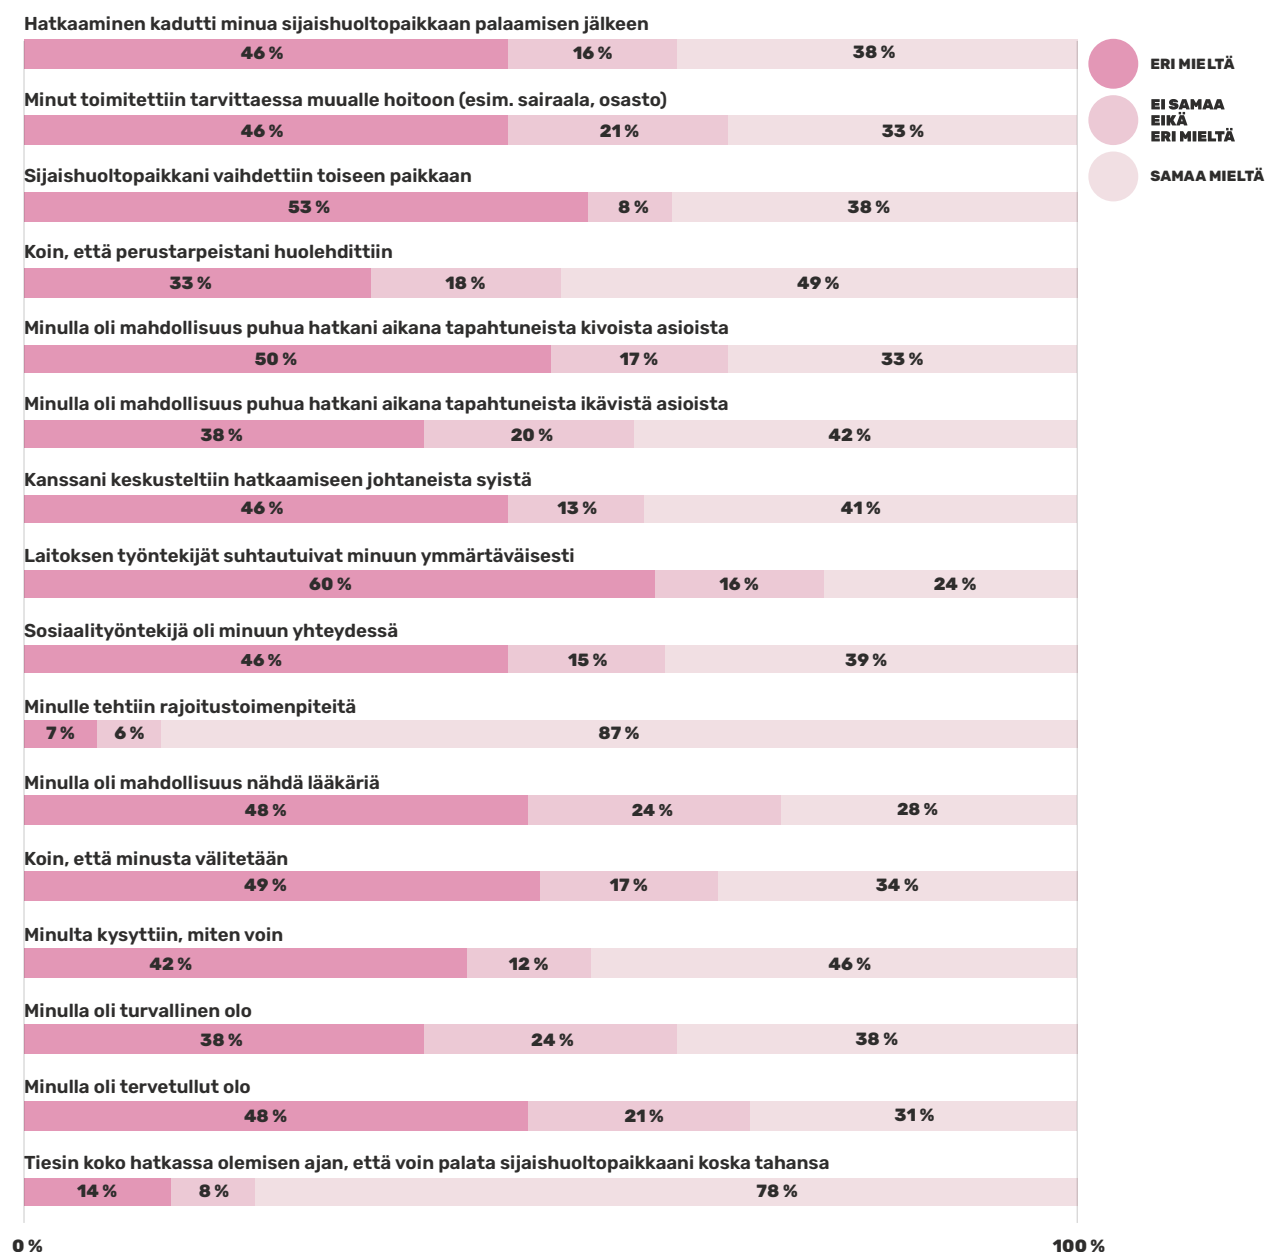 Hatkaaminen kadutti minua sijaishuoltopaikkaan palaamisen jälkeen
46 % 16 % 38 %
ERI MIELTÄ
Minut toimitettiin tarvittaessa muualle hoitoon (esim. sairaala, osasto)
46 % 21 % 33 %
EI SAMAA
EIKÄ
ERI MIELTÄ
Sijaishuoltopaikkani vaihdettiin toiseen paikkaan
53 % 8 % 38 %
SAMAA MIELTÄ
Koin, että perustarpeistani huolehdittiin
33 % 18 % 49 %
Minulla oli mahdollisuus puhua hatkani aikana tapahtuneista kivoista asioista
50 % 17 % 33 %
Minulla oli mahdollisuus puhua hatkani aikana tapahtuneista ikävistä asioista
38 % 20 % 42 %
Kanssani keskusteltiin hatkaamiseen johtaneista syistä
46 % 13 % 41 %
Laitoksen työntekijät suhtautuivat minuun ymmärtäväisesti
60 % 16 % 24 %
Sosiaalityöntekijä oli minuun yhteydessä
46 % 15 % 39 %
Minulle tehtiin rajoitustoimenpiteitä
7 % 6 % 87 %
Minulla oli mahdollisuus nähdä lääkäriä
48 % 24 % 28 %
Koin, että minusta välitetään
49 % 17 % 34 %
Minulta kysyttiin, miten voin
42 % 12 % 46 %
Minulla oli turvallinen olo
38 % 24 % 38 %
Minulla oli tervetullut olo
48 % 21 % 31 %
Tiesin koko hatkassa olemisen ajan, että voin palata sijaishuoltopaikkaani koska tahansa
14 % 8 % 78 %
0 % 100 %